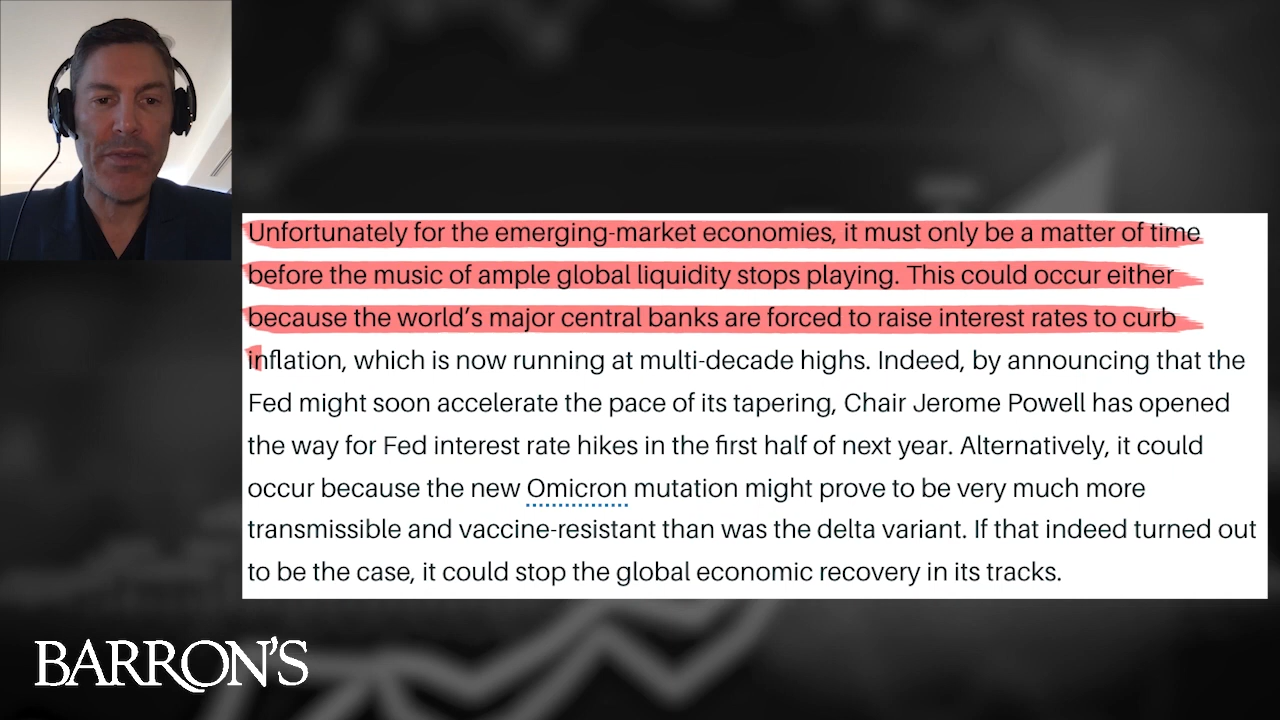 Unfortunately for the emerging-market economies, it must only be a matter of time
before the music of ample global liquidity stops playing. This could occur either
because the world’s major central banks are forced to raise interest rates to curb
inflation, which is now running at multi-decade highs. Indeed, by announcing that the
Fed might soon accelerate the pace of its tapering, Chair Jerome Powell has opened
the way for Fed interest rate hikes in the first half of next year. Alternatively, it could
occur because the new Omicron mutation might prove to be very much more
transmissible and vaccine-resistant than was the delta variant. If that indeed turned out
to be the case, it could stop the global economic recovery in its tracks.
BARRON’S